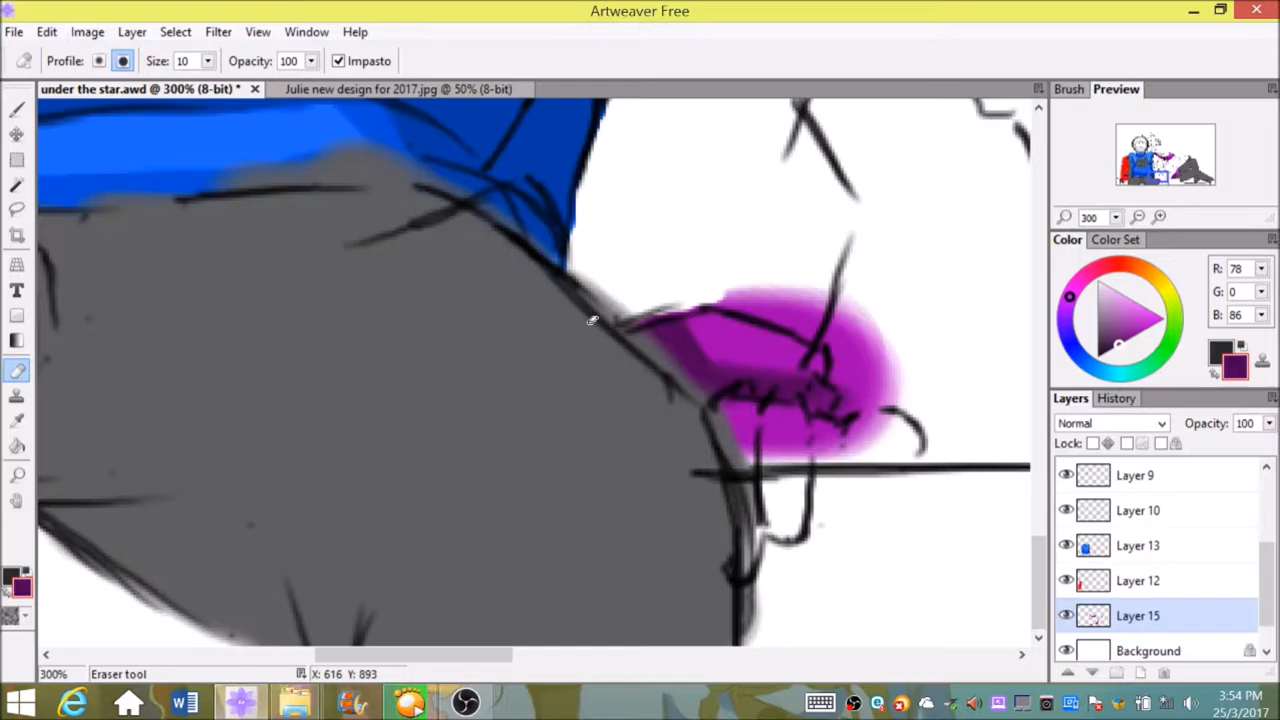 Artweaver Free
File Edit Image Layer Select Filter View Window Help
Profile: Size: 10 Opacity: 100 Impasto
under the star.awd @ 300% (8-bit) * Julie new design for 2017.jpg @ 50% (8-bit)
Brush Preview
300
Color Color Set
R: 78
G: 0
B: 86
Layers History
Normal Opacity: 100
Lock:
Layer 9
Layer 10
Layer 13
Layer 12
Layer 15
Background
300% Eraser tool X: 616 Y: 893
3:54 PM
25/3/2017